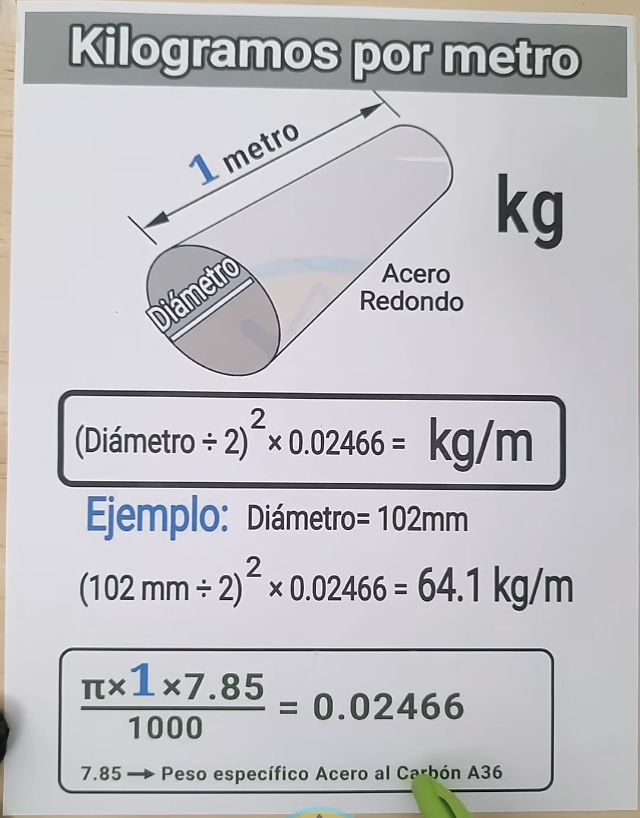 Kilogramos por metro
1 metro
kg
Diámetro
Acero
Redondo
(Diámetro ÷ 2)² × 0.02466 = kg/m
Ejemplo: Diámetro= 102mm
(102 mm ÷ 2)² × 0.02466 = 64.1 kg/m
π×1×7.85
1000
= 0.02466
7.85 → Peso específico Acero al Carbón A36